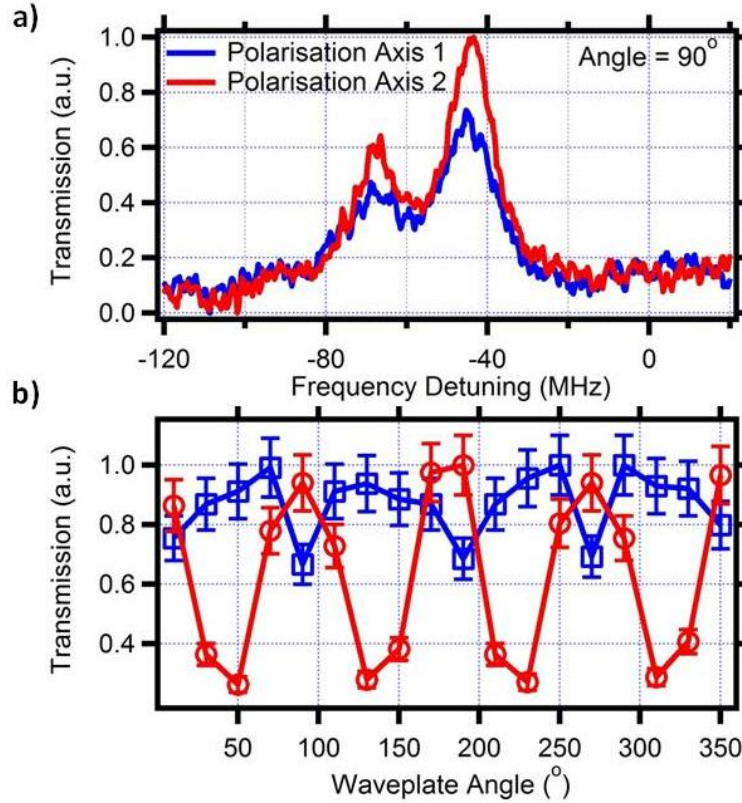 a)
Transmission (a.u.)
1.0
0.8
0.6
0.4
0.2
0.0
Polarisation Axis 1
Polarisation Axis 2
Angle = 90°
-120 -80 -40 0
Frequency Detuning (MHz)
b)
Transmission (a.u.)
1.0
0.8
0.6
0.4
50 100 150 200 250 300 350
Waveplate Angle (°)